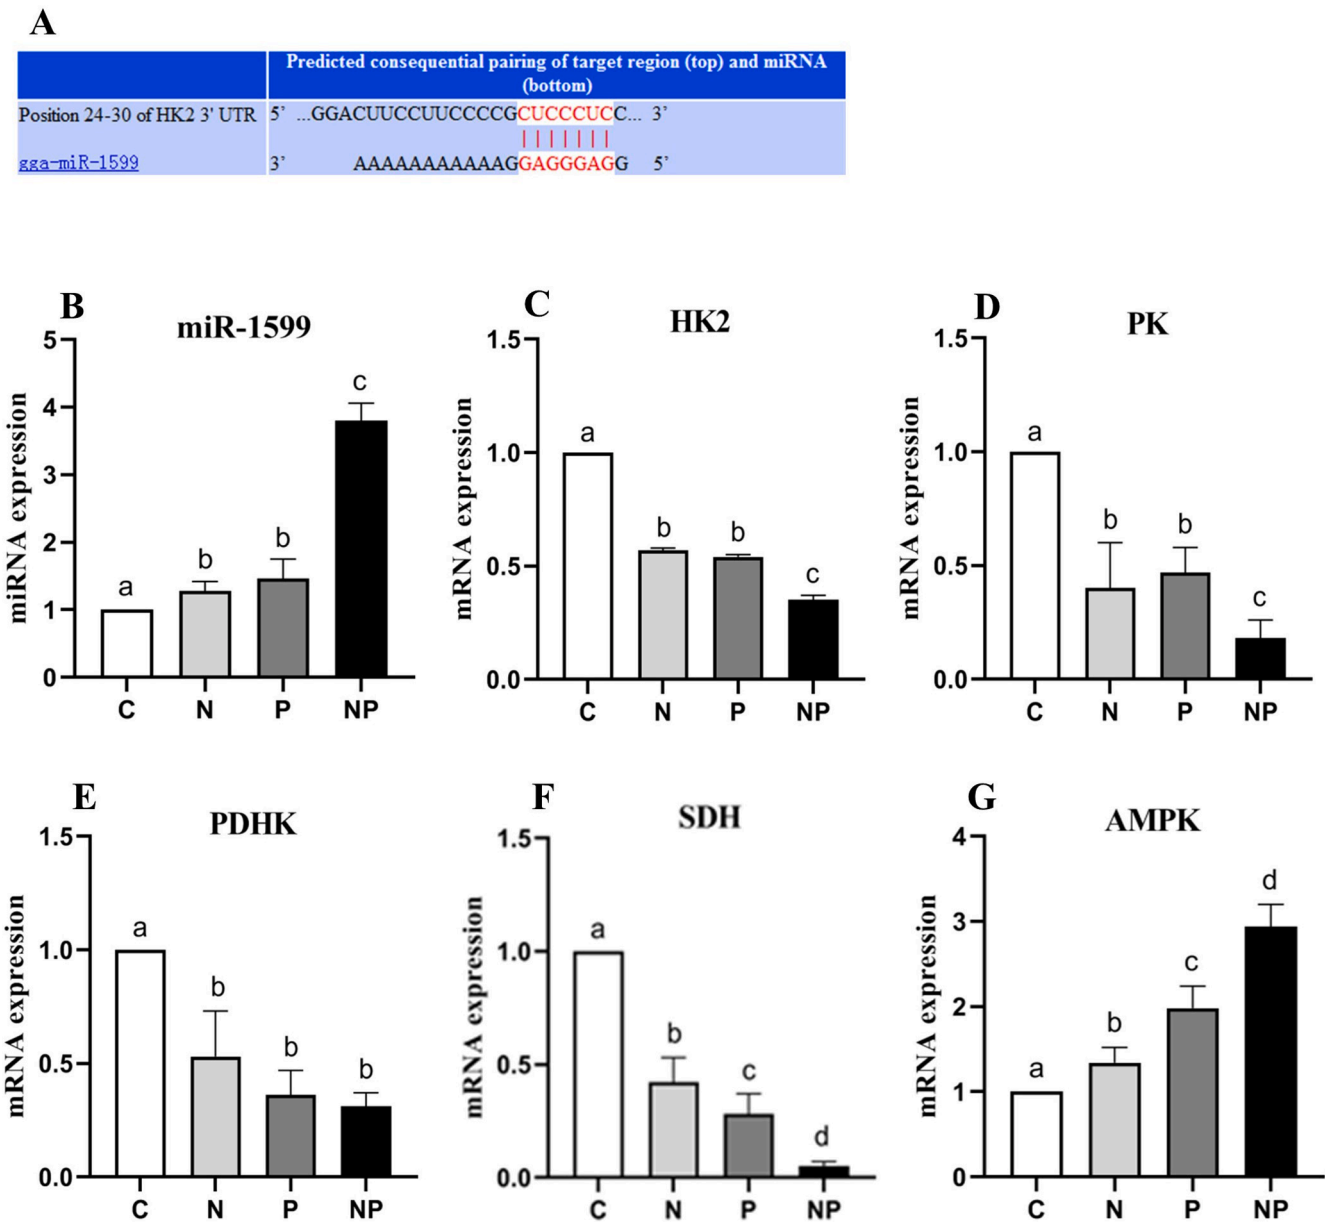 A
Predicted consequential pairing of target region (top) and miRNA
(bottom)
Position 24-30 of HK2 3' UTR 5' ...GGACUUCCUUCCCCGCUCCCUCC... 3'
gga-miR-1599 3' AAAAAAAAAAAGGAGGGAGG 5'
B
miR-1599
miRNA expression
5
4
3
2
1
0
a
b
b
c
C N P NP
C
HK2
mRNA expression
1.5
1.0
0.5
0.0
a
b
b
c
C N P NP
D
PK
mRNA expression
1.5
1.0
0.5
0.0
a
b
b
c
C N P NP
E
PDHK
mRNA expression
1.5
1.0
0.5
0.0
a
b
b
b
C N P NP
F
SDH
mRNA expression
1.5
1.0
0.5
0.0
a
b
c
d
C N P NP
G
AMPK
mRNA expression
4
3
2
1
0
a
b
c
d
C N P NP